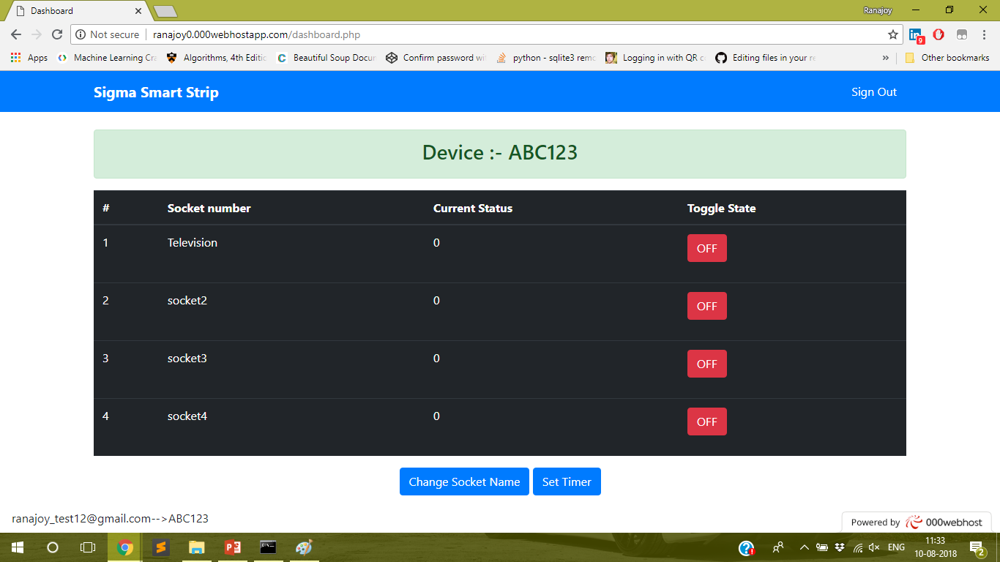 Dashboard
Ranajoy
Not secure ranajoy0.000webhostapp.com/dashboard.php
9
Apps Machine Learning Cra Algorithms, 4th Editio Beautiful Soup Docum Confirm password wi python - sqlite3 remo Logging in with QR c Editing files in your re » Other bookmarks
Sigma Smart Strip Sign Out
Device :- ABC123
# Socket number Current Status Toggle State
1 Television 0 OFF
2 socket2 0 OFF
3 socket3 0 OFF
4 socket4 0 OFF
Change Socket Name Set Timer
ranajoy_test12@gmail.com-->ABC123
Powered by 000webhost
ENG 11:33
10-08-2018
2